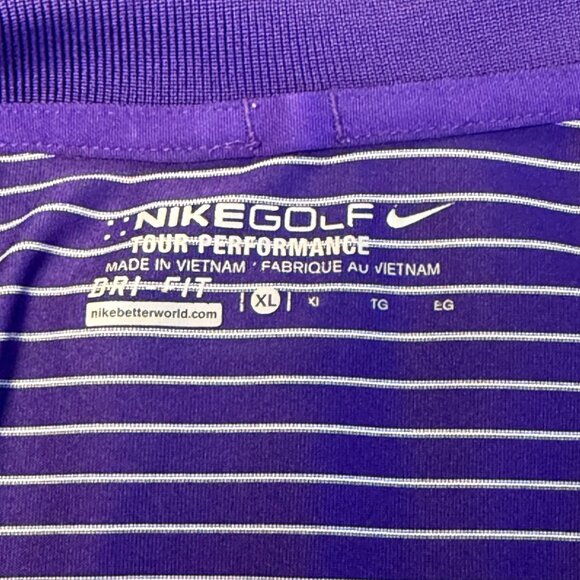 NIKEGOLF
TOUR PERFORMANCE
MADE IN VIETNAM / FABRIQUE AU VIETNAM
DRI-FIT | XL | XL TG EG
nikebetterworld.com